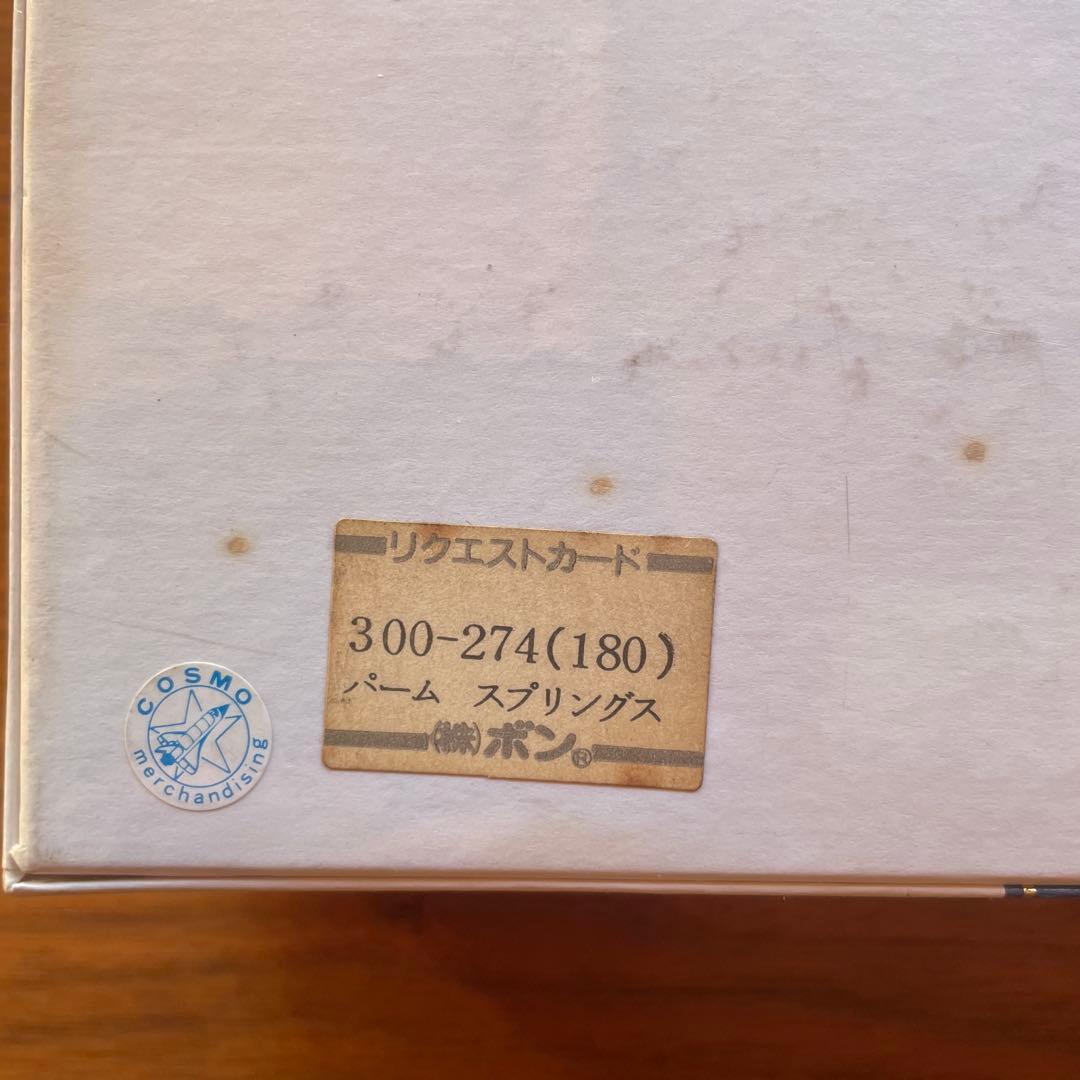 リクエストカード
300-274(180)
パーム スプリングス
㈱ボン®
COSMO
merchandising